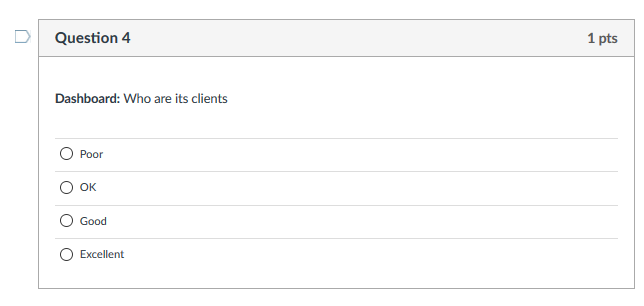 Question 4
1 pts
Dashboard: Who are its clients
Poor
OK
Good
Excellent